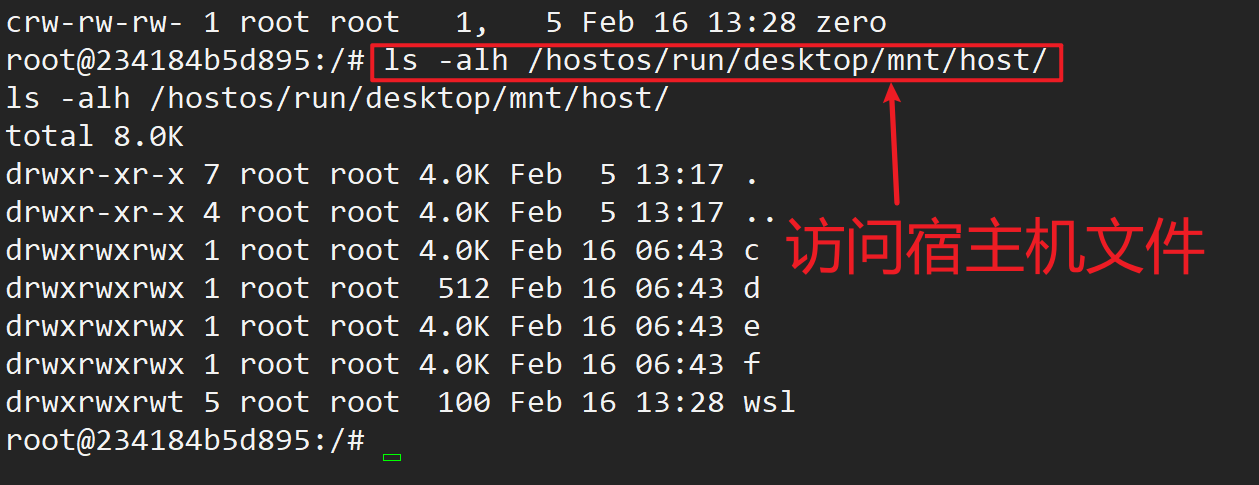 crw-rw-rw- 1 root root   1,   5 Feb 16 13:28 zero
root@234184b5d895:/# ls -alh /hostos/run/desktop/mnt/host/
ls -alh /hostos/run/desktop/mnt/host/
total 8.0K
drwxr-xr-x 7 root root 4.0K Feb  5 13:17 .
drwxr-xr-x 4 root root 4.0K Feb  5 13:17 ..
drwxrwxrwx 1 root root 4.0K Feb 16 06:43 c
访问宿主机文件
drwxrwxrwx 1 root root  512 Feb 16 06:43 d
drwxrwxrwx 1 root root 4.0K Feb 16 06:43 e
drwxrwxrwx 1 root root 4.0K Feb 16 06:43 f
drwxrwxrwt 5 root root  100 Feb 16 13:28 wsl
root@234184b5d895:/#